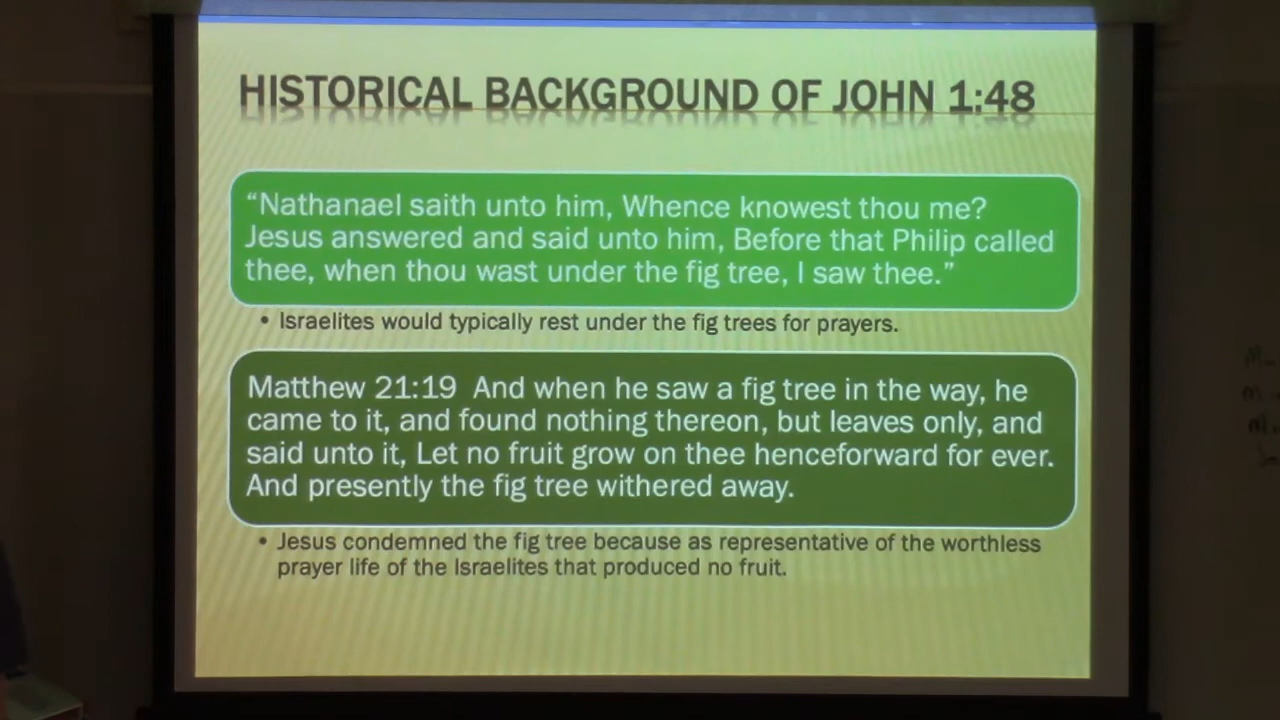 HISTORICAL BACKGROUND OF JOHN 1:48
“Nathanael saith unto him, Whence knowest thou me?
Jesus answered and said unto him, Before that Philip called
thee, when thou wast under the fig tree, I saw thee.”
• Israelites would typically rest under the fig trees for prayers.
Matthew 21:19 And when he saw a fig tree in the way, he
came to it, and found nothing thereon, but leaves only, and
said unto it, Let no fruit grow on thee henceforward for ever.
And presently the fig tree withered away.
• Jesus condemned the fig tree because as representative of the worthless
prayer life of the Israelites that produced no fruit.